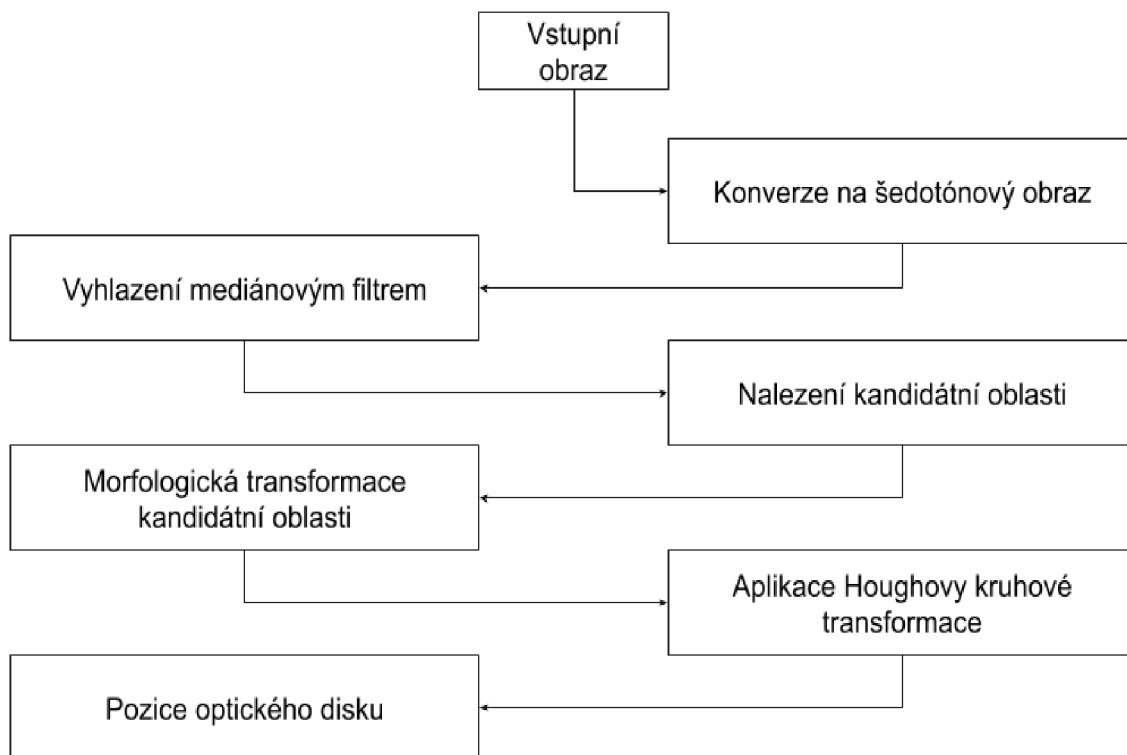 Vstupní
obraz
Konverze na šedotónový obraz
Vyhlazení mediánovým filtrem
Nalezení kandidátní oblasti
Morfologická transformace
kandidátní oblasti
Aplikace Houghovy kruhové
transformace
Pozice optického disku